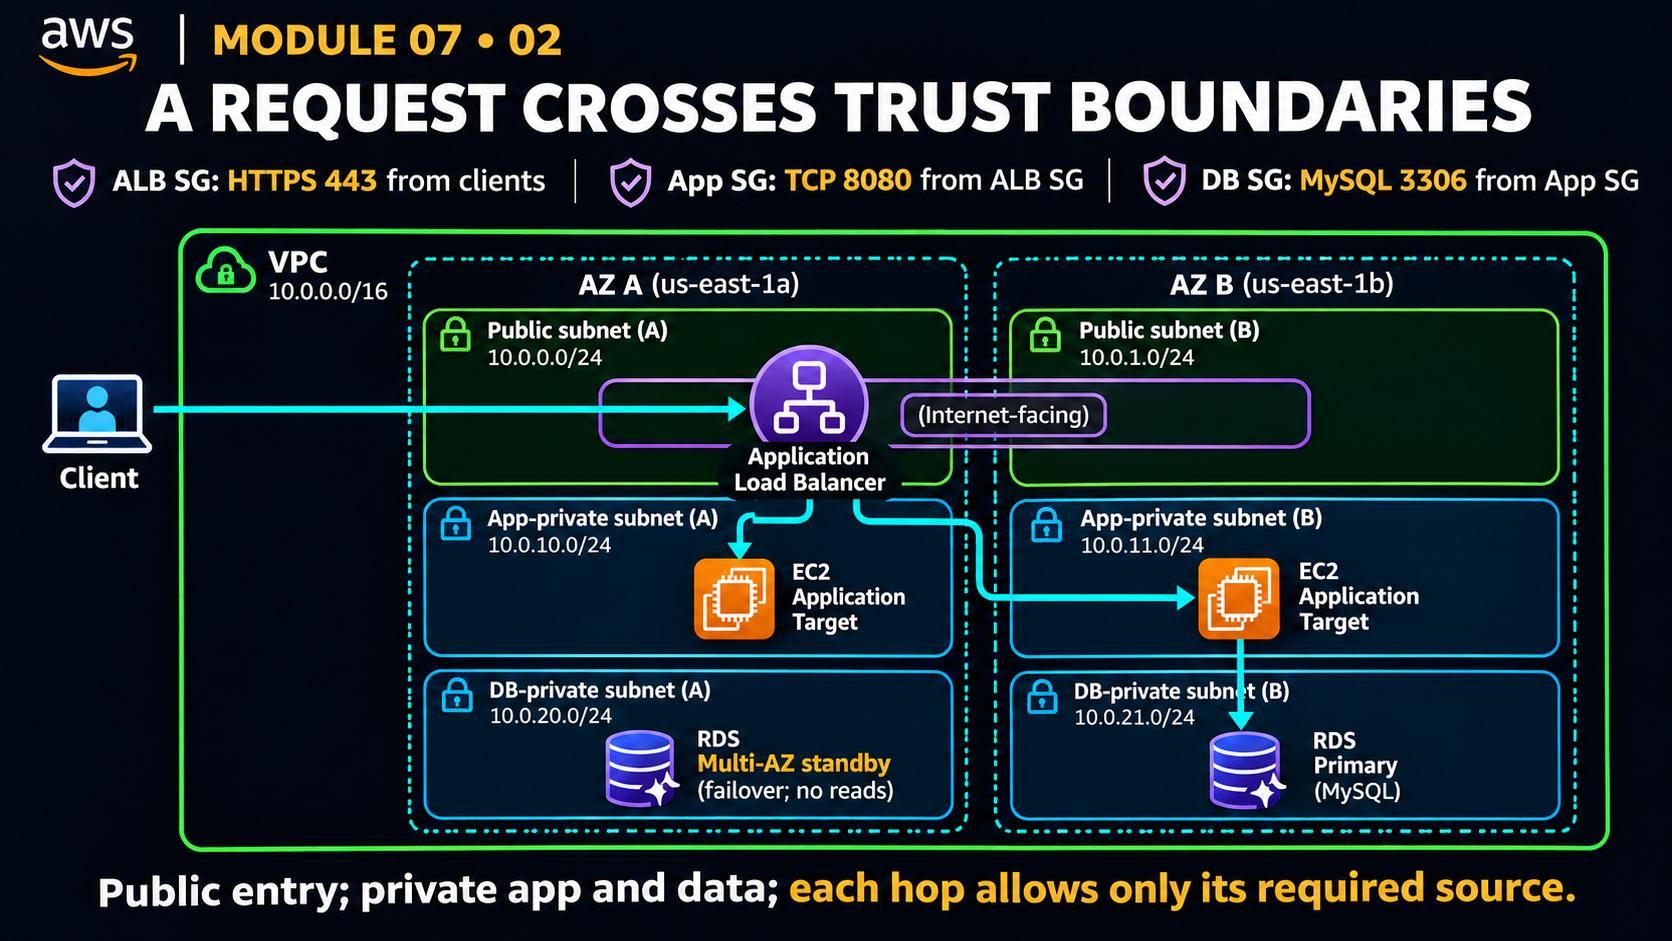 aws
MODULE 07 • 02
A REQUEST CROSSES TRUST BOUNDARIES
ALB SG: HTTPS 443 from clients
App SG: TCP 8080 from ALB SG
DB SG: MySQL 3306 from App SG
VPC
10.0.0.0/16
AZ A (us-east-1a)
AZ B (us-east-1b)
Public subnet (A)
10.0.0.0/24
Public subnet (B)
10.0.1.0/24
(Internet-facing)
Client
Application
Load Balancer
App-private subnet (A)
10.0.10.0/24
App-private subnet (B)
10.0.11.0/24
EC2
Application
Target
EC2
Application
Target
DB-private subnet (A)
10.0.20.0/24
DB-private subnet (B)
10.0.21.0/24
RDS
Multi-AZ standby
(failover; no reads)
RDS
Primary
(MySQL)
Public entry; private app and data; each hop allows only its required source.